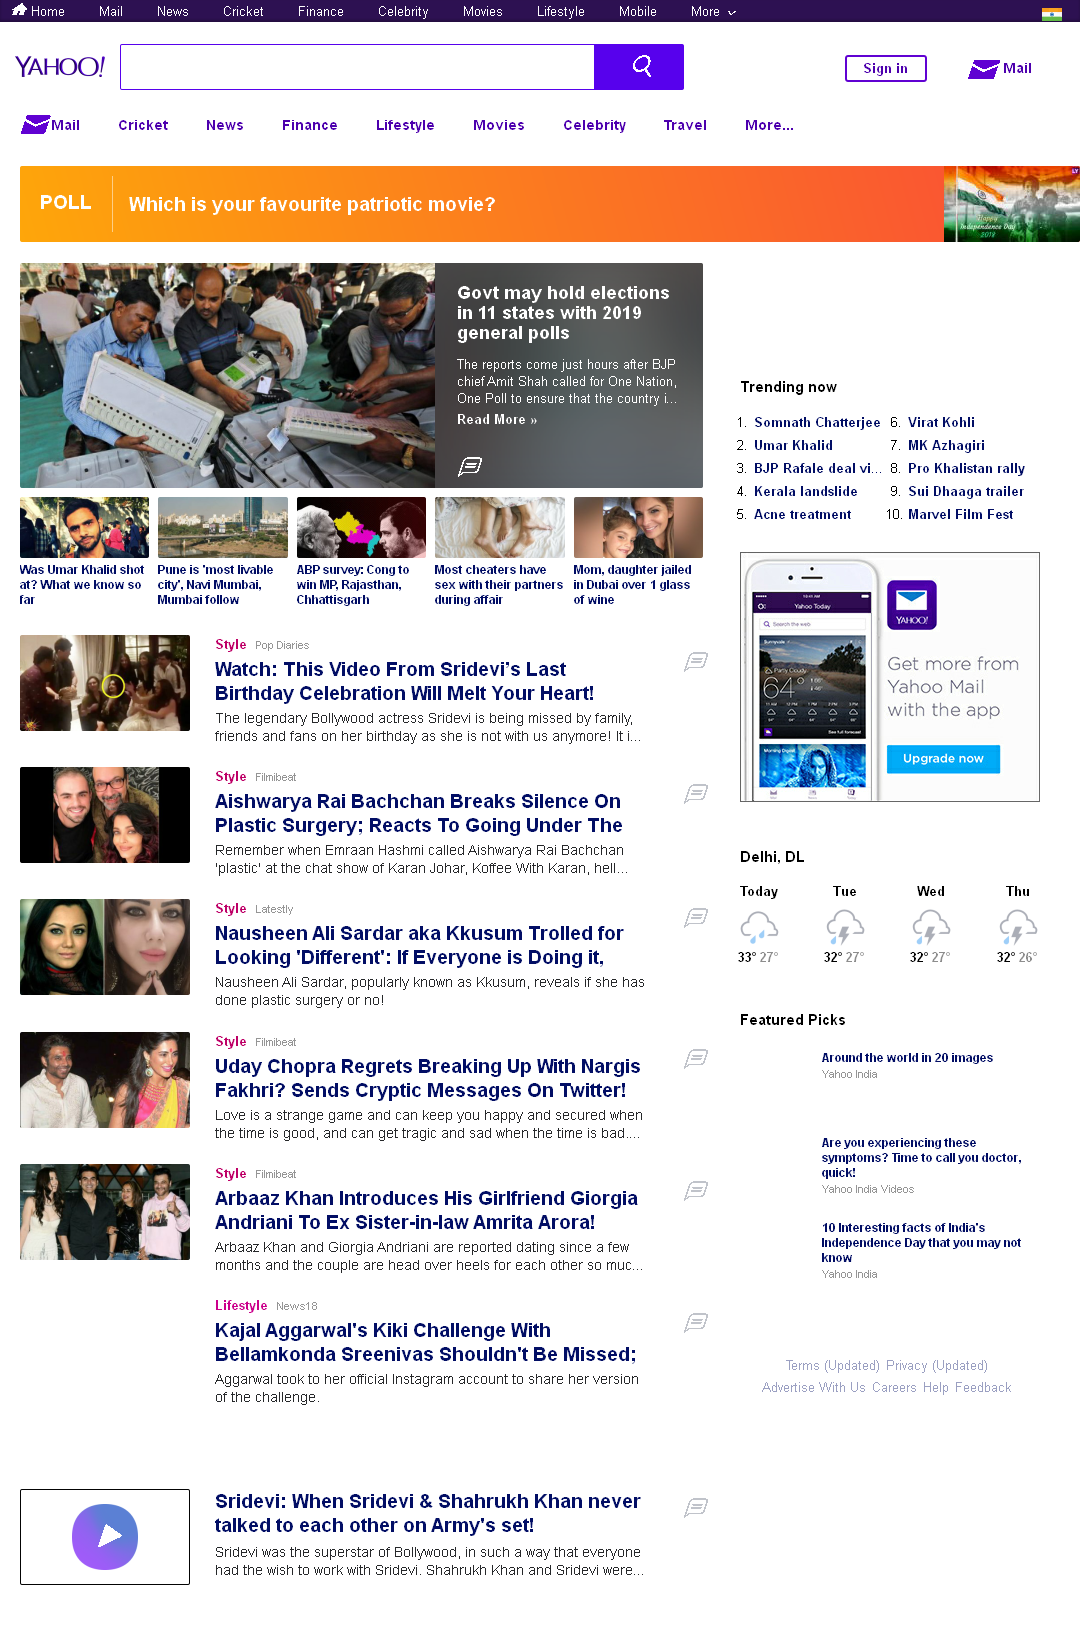 Home Mail News Cricket Finance Celebrity Movies Lifestyle Mobile More
YAHOO!
Sign in
Mail
Mail Cricket News Finance Lifestyle Movies Celebrity Travel More...
POLL
Which is your favourite patriotic movie?
LY
Happy
Independence Day
2018
Govt may hold elections
in 11 states with 2019
general polls
The reports come just hours after BJP
chief Amit Shah called for One Nation,
One Poll to ensure that the country i...
Read More »
Was Umar Khalid shot
at? What we know so
far
Pune is 'most livable
city', Navi Mumbai,
Mumbai follow
ABP survey: Cong to
win MP, Rajasthan,
Chhattisgarh
Most cheaters have
sex with their partners
during affair
Mom, daughter jailed
in Dubai over 1 glass
of wine
Style Pop Diaries
Watch: This Video From Sridevi’s Last
Birthday Celebration Will Melt Your Heart!
The legendary Bollywood actress Sridevi is being missed by family,
friends and fans on her birthday as she is not with us anymore! It i...
Style Filmibeat
Aishwarya Rai Bachchan Breaks Silence On
Plastic Surgery; Reacts To Going Under The
Remember when Emraan Hashmi called Aishwarya Rai Bachchan
'plastic' at the chat show of Karan Johar, Koffee With Karan, hell...
Style Latestly
Nausheen Ali Sardar aka Kkusum Trolled for
Looking 'Different': If Everyone is Doing it,
Nausheen Ali Sardar, popularly known as Kkusum, reveals if she has
done plastic surgery or no!
Style Filmibeat
Uday Chopra Regrets Breaking Up With Nargis
Fakhri? Sends Cryptic Messages On Twitter!
Love is a strange game and can keep you happy and secured when
the time is good, and can get tragic and sad when the time is bad....
Style Filmibeat
Arbaaz Khan Introduces His Girlfriend Giorgia
Andriani To Ex Sister-in-law Amrita Arora!
Arbaaz Khan and Giorgia Andriani are reported dating since a few
months and the couple are head over heels for each other so muc...
Lifestyle News18
Kajal Aggarwal's Kiki Challenge With
Bellamkonda Sreenivas Shouldn't Be Missed;
Aggarwal took to her official Instagram account to share her version
of the challenge.
Sridevi: When Sridevi & Shahrukh Khan never
talked to each other on Army's set!
Sridevi was the superstar of Bollywood, in such a way that everyone
had the wish to work with Sridevi. Shahrukh Khan and Sridevi were...
Trending now
1. Somnath Chatterjee
2. Umar Khalid
3. BJP Rafale deal vi...
4. Kerala landslide
5. Acne treatment
6. Virat Kohli
7. MK Azhagiri
8. Pro Khalistan rally
9. Sui Dhaaga trailer
10. Marvel Film Fest
Yahoo Today
Search the web
Sunnyvale
Partly Cloudy
64°
See full forecast
Morning Digest
YAHOO!
Get more from
Yahoo Mail
with the app
Upgrade now
Delhi, DL
Today Tue Wed Thu
33° 27° 32° 27° 32° 27° 32° 26°
Featured Picks
Around the world in 20 images
Yahoo India
Are you experiencing these
symptoms? Time to call you doctor,
quick!
Yahoo India Videos
10 Interesting facts of India's
Independence Day that you may not
know
Yahoo India
Terms (Updated) Privacy (Updated)
Advertise With Us Careers Help Feedback